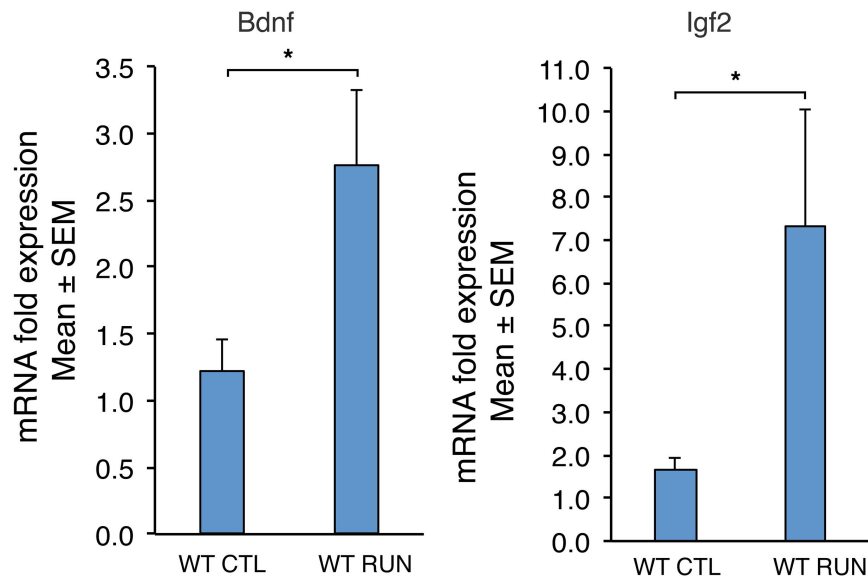 Bdnf
mRNA fold expression
Mean ± SEM
3.5
3.0
2.5
2.0
1.5
1.0
0.5
0.0
*
WT CTL
WT RUN
Igf2
mRNA fold expression
Mean ± SEM
11.0
10.0
9.0
8.0
7.0
6.0
5.0
4.0
3.0
2.0
1.0
0.0
*
WT CTL
WT RUN